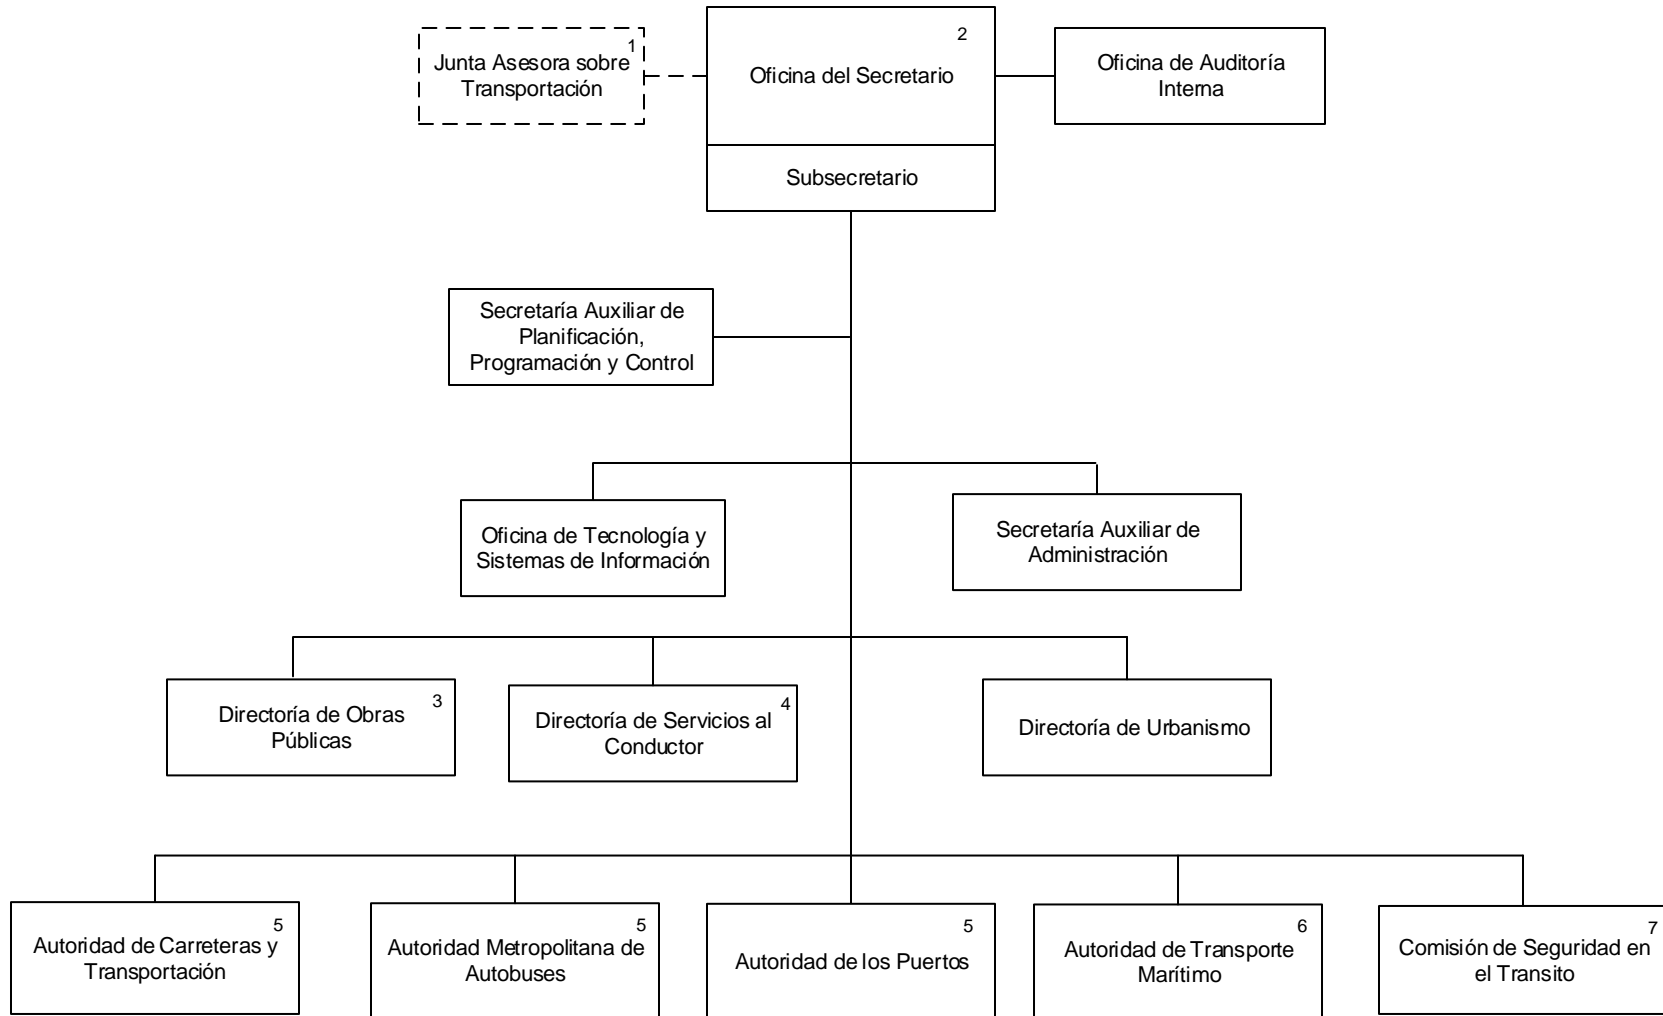 1
Junta Asesora sobre
Transportación
2
Oficina del Secretario
Subsecretario
Oficina de Auditoría
Interna
Secretaría Auxiliar de
Planificación,
Programación y Control
Oficina de Tecnología y
Sistemas de Información
Secretaría Auxiliar de
Administración
3
Directoría de Obras
Públicas
4
Directoría de Servicios al
Conductor
Directoría de Urbanismo
5
Autoridad de Carreteras y
Transportación
5
Autoridad Metropolitana de
Autobuses
5
Autoridad de los Puertos
6
Autoridad de Transporte
Marítimo
7
Comisión de Seguridad en
el Transito